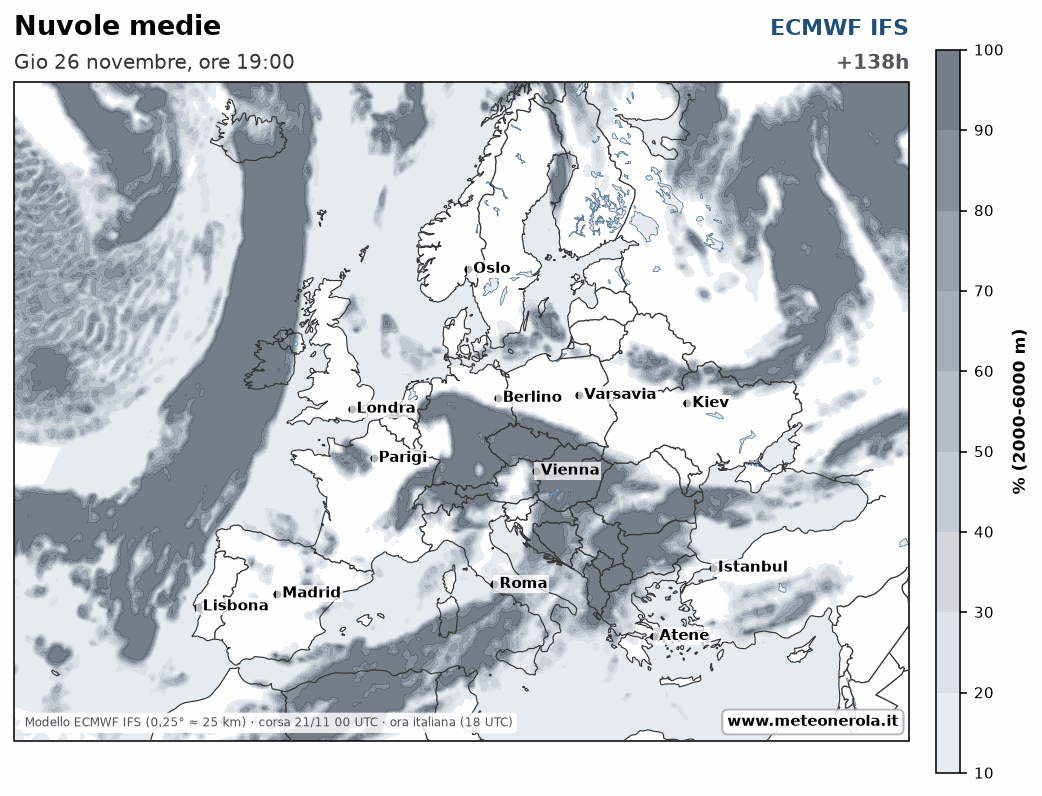 Nuvole medie
ECMWF IFS
Gio 26 novembre, ore 19:00
+138h
100
90
80
70
60
50
40
30
20
10
% (2000-6000 m)
Oslo
Londra
Berlino
Varsavia
Kiev
Parigi
Vienna
Istanbul
Roma
Madrid
Lisbona
Atene
Modello ECMWF IFS (0,25° ≈ 25 km) · corsa 21/11 00 UTC · ora italiana (18 UTC)
www.meteonerola.it